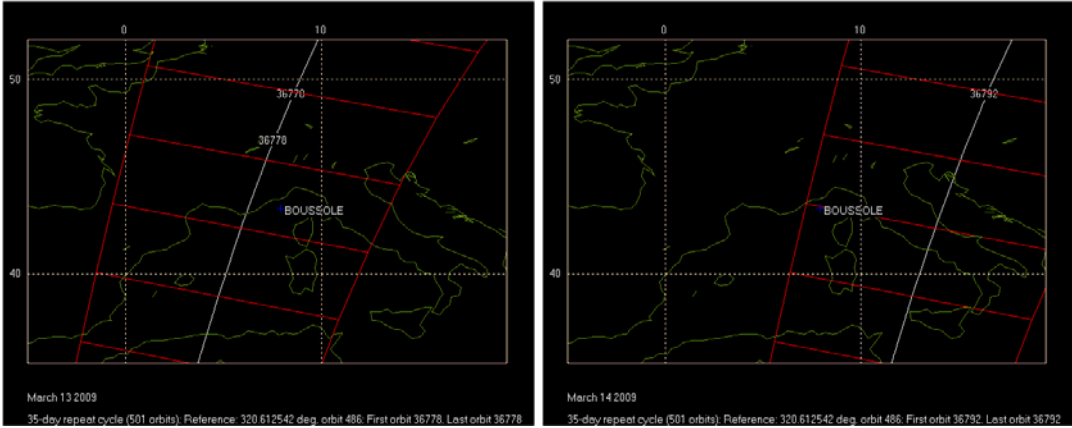 0 10
50
36770
36778
BOUSSOLE
40
March 13 2009
35-day repeat cycle (501 orbits): Reference: 320.612542 deg. orbit 486: First orbit 36778. Last orbit 36778
0 10
50
36792
BOUSSOLE
40
March 14 2009
35-day repeat cycle (501 orbits): Reference: 320.612542 deg. orbit 486: First orbit 36792. Last orbit 36792